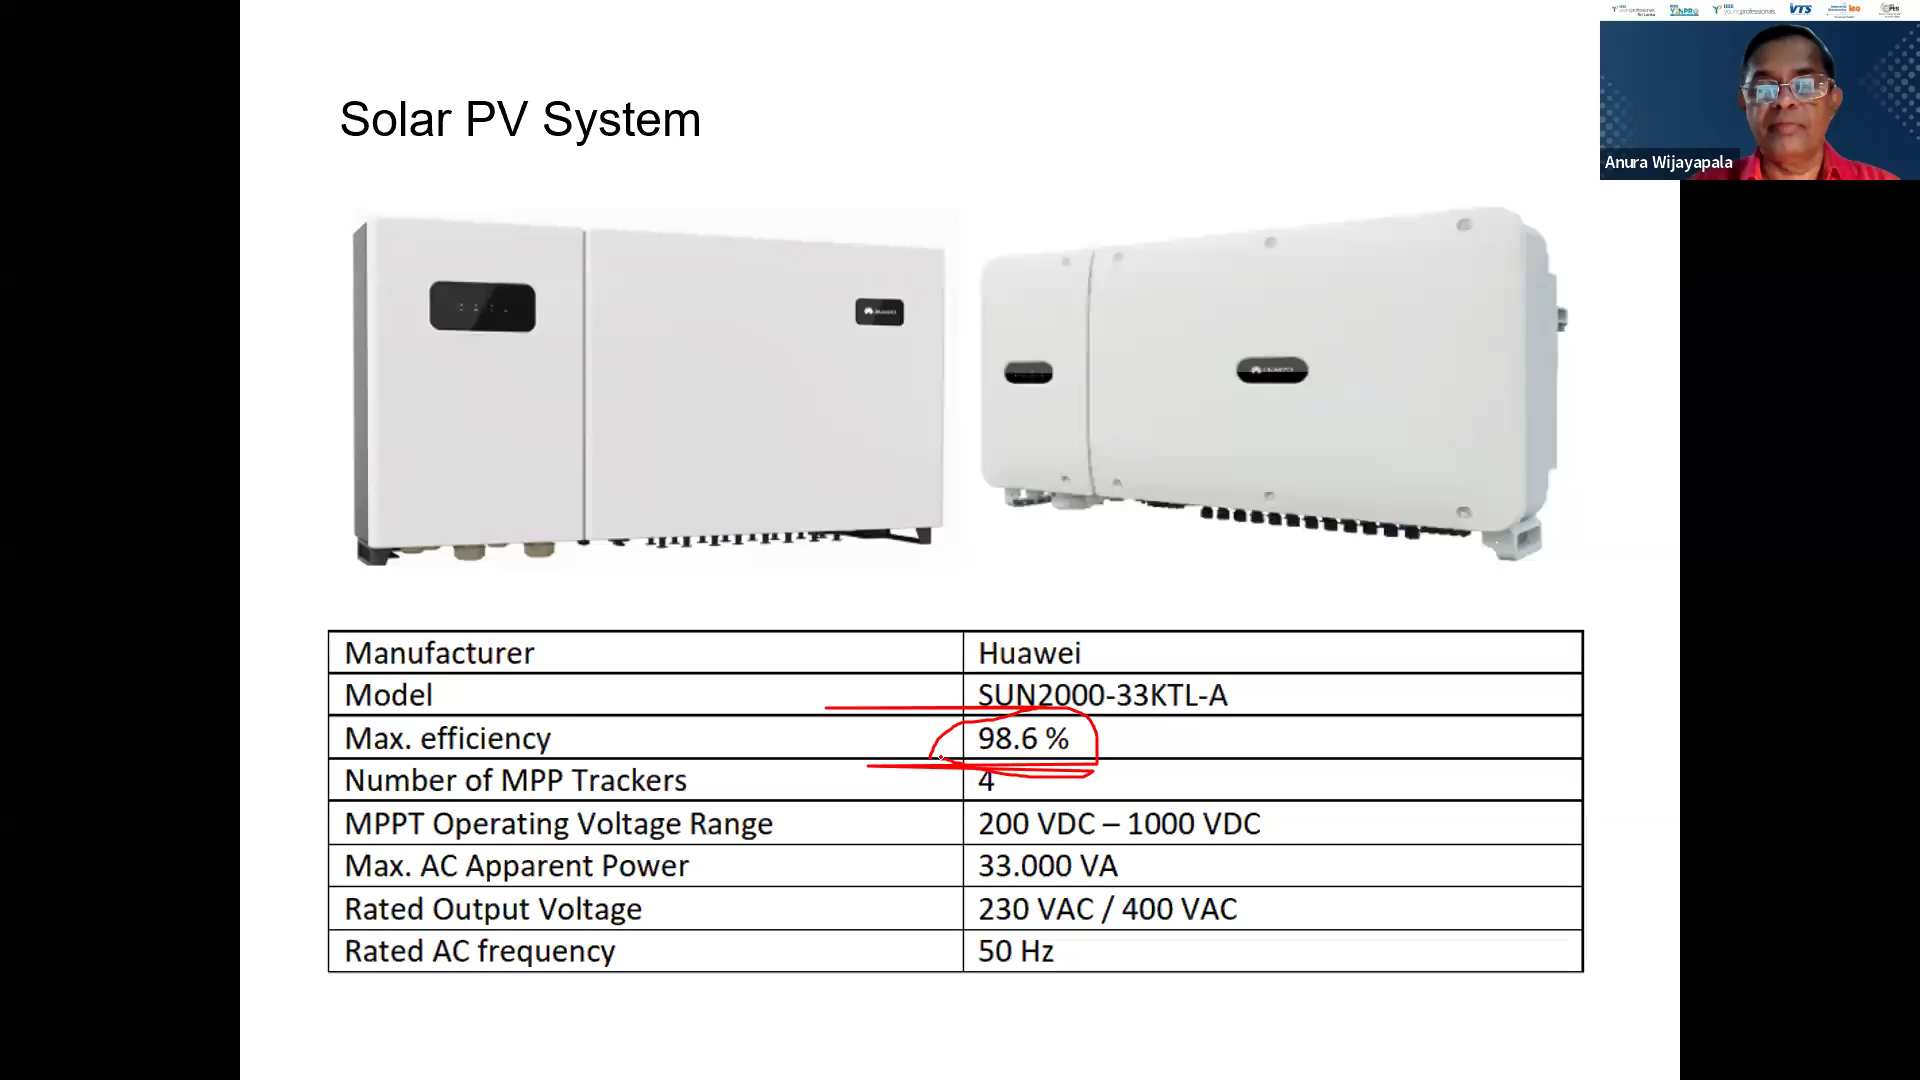 Solar PV System
VTS
Anura Wijayapala
HUAWEI
Manufacturer Huawei
Model SUN2000-33KTL-A
Max. efficiency 98.6 %
Number of MPP Trackers 4
MPPT Operating Voltage Range 200 VDC – 1000 VDC
Max. AC Apparent Power 33.000 VA
Rated Output Voltage 230 VAC / 400 VAC
Rated AC frequency 50 Hz